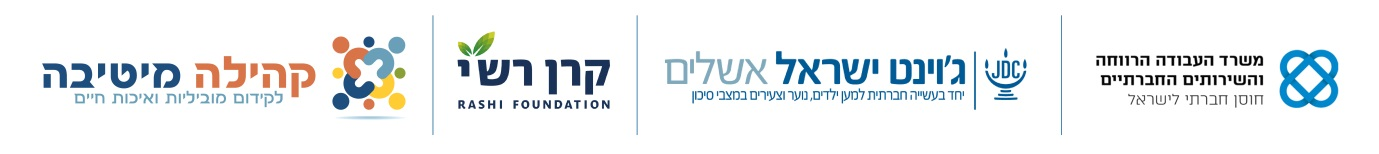 משרד העבודה הרווחה
והשירותים החברתיים
חוסן חברתי לישראל
JDC
ג'וינט ישראל אשלים
יחד בעשייה חברתית למען ילדים, נוער וצעירים במצבי סיכון
קרן רש"י
RASHI FOUNDATION
קהילה מיטיבה
לקידום מוביליות ואיכות חיים